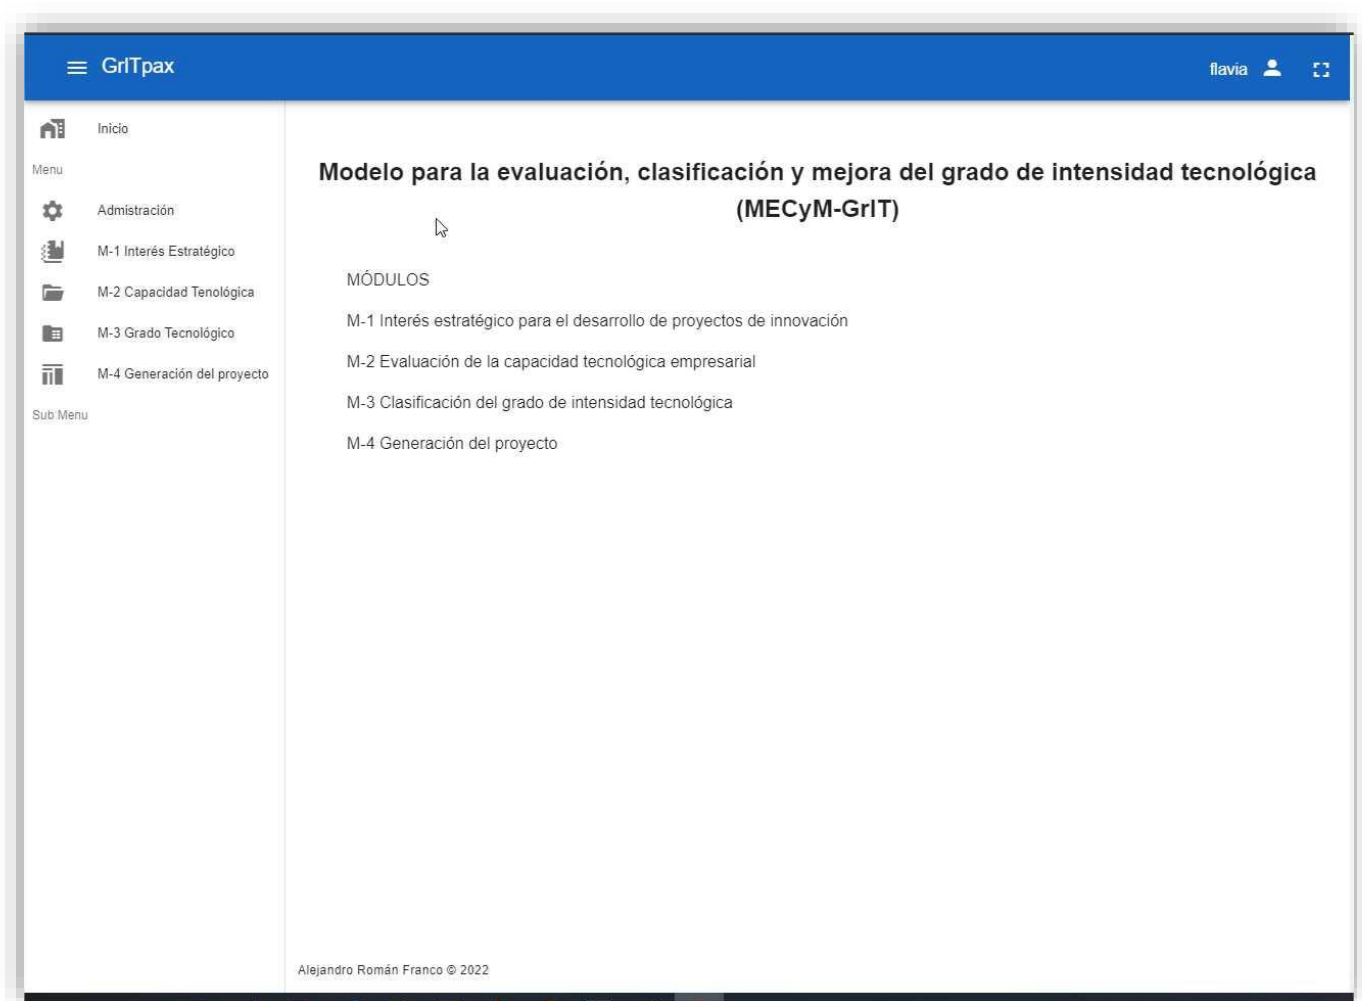 GrITpax
flavia
Inicio
Menu
Admistración
M-1 Interés Estratégico
M-2 Capacidad Tenológica
M-3 Grado Tecnológico
M-4 Generación del proyecto
Sub Menu
Modelo para la evaluación, clasificación y mejora del grado de intensidad tecnológica
(MECyM-GrIT)
MÓDULOS
M-1 Interés estratégico para el desarrollo de proyectos de innovación
M-2 Evaluación de la capacidad tecnológica empresarial
M-3 Clasificación del grado de intensidad tecnológica
M-4 Generación del proyecto
Alejandro Román Franco © 2022